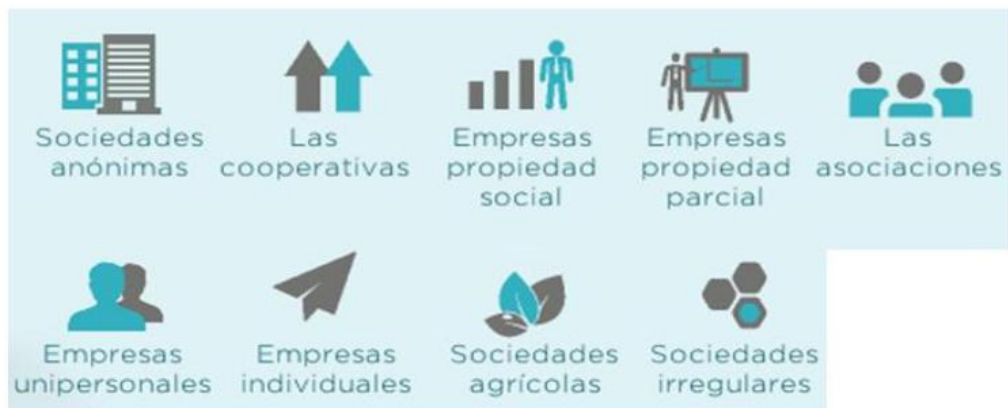 Sociedades
anónimas
Las
cooperativas
Empresas
propiedad
social
Empresas
propiedad
parcial
Las
asociaciones
Empresas
unipersonales
Empresas
individuales
Sociedades
agrícolas
Sociedades
irregulares